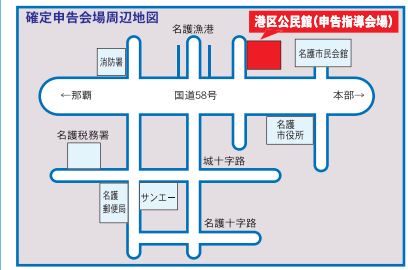 確定申告会場周辺地図
港区公民館(申告指導会場)
名護漁港
消防署
名護市民会館
←那覇
国道58号
本部→
名護
市役所
名護税務署
城十字路
名護
郵便局
サンエー
名護十字路